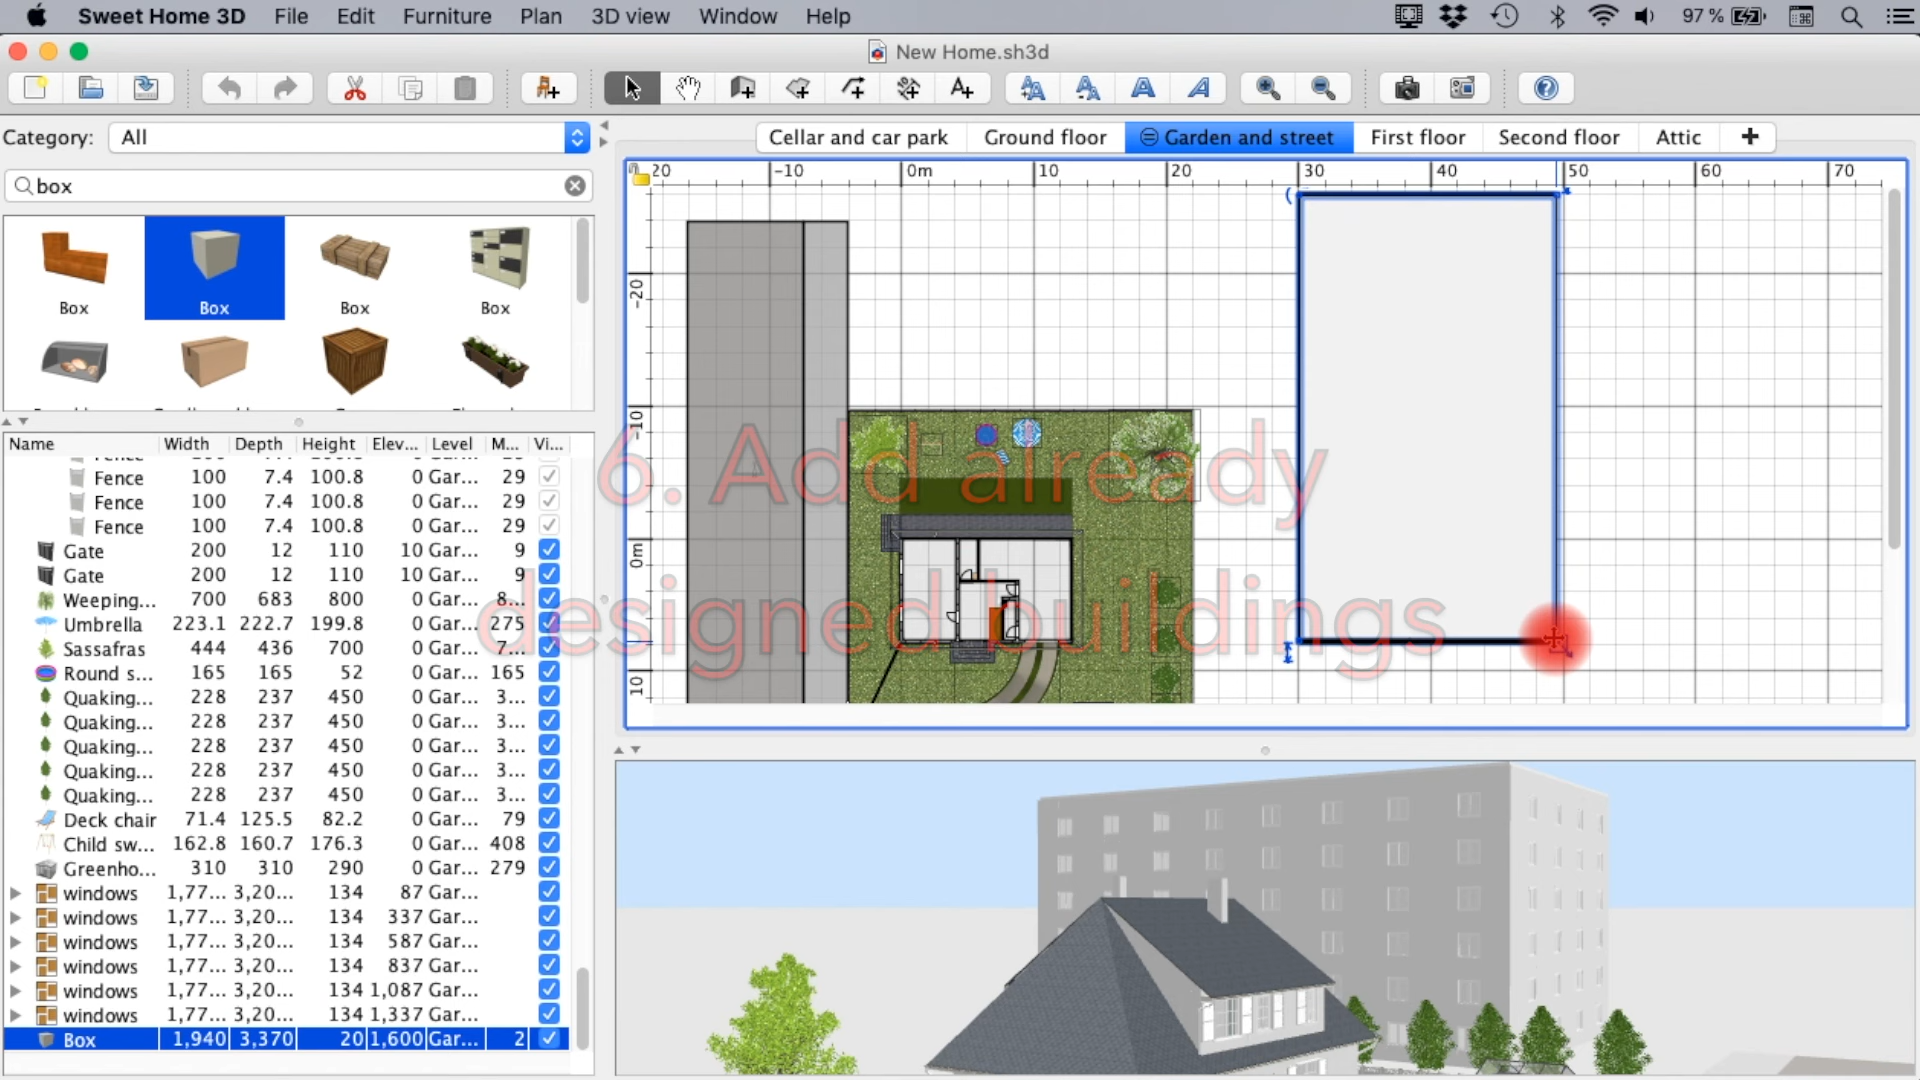 Sweet Home 3D File Edit Furniture Plan 3D view Window Help 97 %
New Home.sh3d
Category: All
box
Box Box Box Box
Name Width Depth Height Elev... Level M... Vi...
Fence 100 7.4 100.8 0 Gar... 29
Fence 100 7.4 100.8 0 Gar... 29
Fence 100 7.4 100.8 0 Gar... 29
Gate 200 12 110 10 Gar... 9
Gate 200 12 110 10 Gar... 9
Weeping... 700 683 800 0 Gar... 8...
Umbrella 223.1 222.7 199.8 0 Gar... 275
Sassafras 444 436 700 0 Gar... 7...
Round s... 165 165 52 0 Gar... 165
Quaking... 228 237 450 0 Gar... 3...
Quaking... 228 237 450 0 Gar... 3...
Quaking... 228 237 450 0 Gar... 3...
Quaking... 228 237 450 0 Gar... 3...
Quaking... 228 237 450 0 Gar... 3...
Deck chair 71.4 125.5 82.2 0 Gar... 79
Child sw... 162.8 160.7 176.3 0 Gar... 408
Greenho... 310 310 290 0 Gar... 279
windows 1,77... 3,20... 134 87 Gar...
windows 1,77... 3,20... 134 337 Gar...
windows 1,77... 3,20... 134 587 Gar...
windows 1,77... 3,20... 134 837 Gar...
windows 1,77... 3,20... 134 1,087 Gar...
windows 1,77... 3,20... 134 1,337 Gar...
Box 1,940 3,370 20 1,600 Gar... 2
Cellar and car park Ground floor Garden and street First floor Second floor Attic +
20 -10 0m 10 20 30 40 50 60 70
-20
-10
0m
10
6. Add already
designed buildings